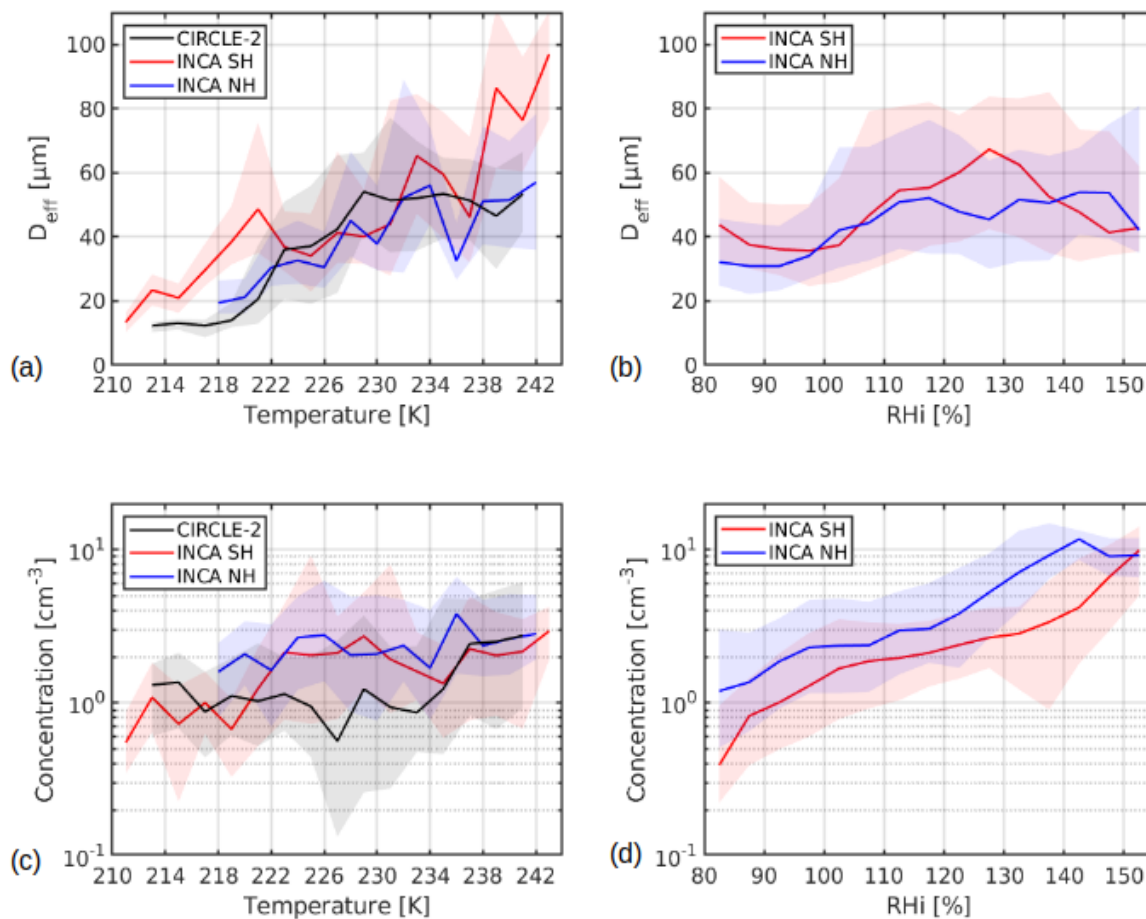 CIRCLE-2
INCA SH
INCA NH
100
80
60
40
20
0
D_eff [μm]
210 214 218 222 226 230 234 238 242
Temperature [K]
(a)
INCA SH
INCA NH
100
80
60
40
20
0
D_eff [μm]
80 90 100 110 120 130 140 150
RHi [%]
(b)
CIRCLE-2
INCA SH
INCA NH
10^1
10^0
10^-1
Concentration [cm^-3]
210 214 218 222 226 230 234 238 242
Temperature [K]
(c)
INCA SH
INCA NH
10^1
10^0
10^-1
Concentration [cm^-3]
80 90 100 110 120 130 140 150
RHi [%]
(d)